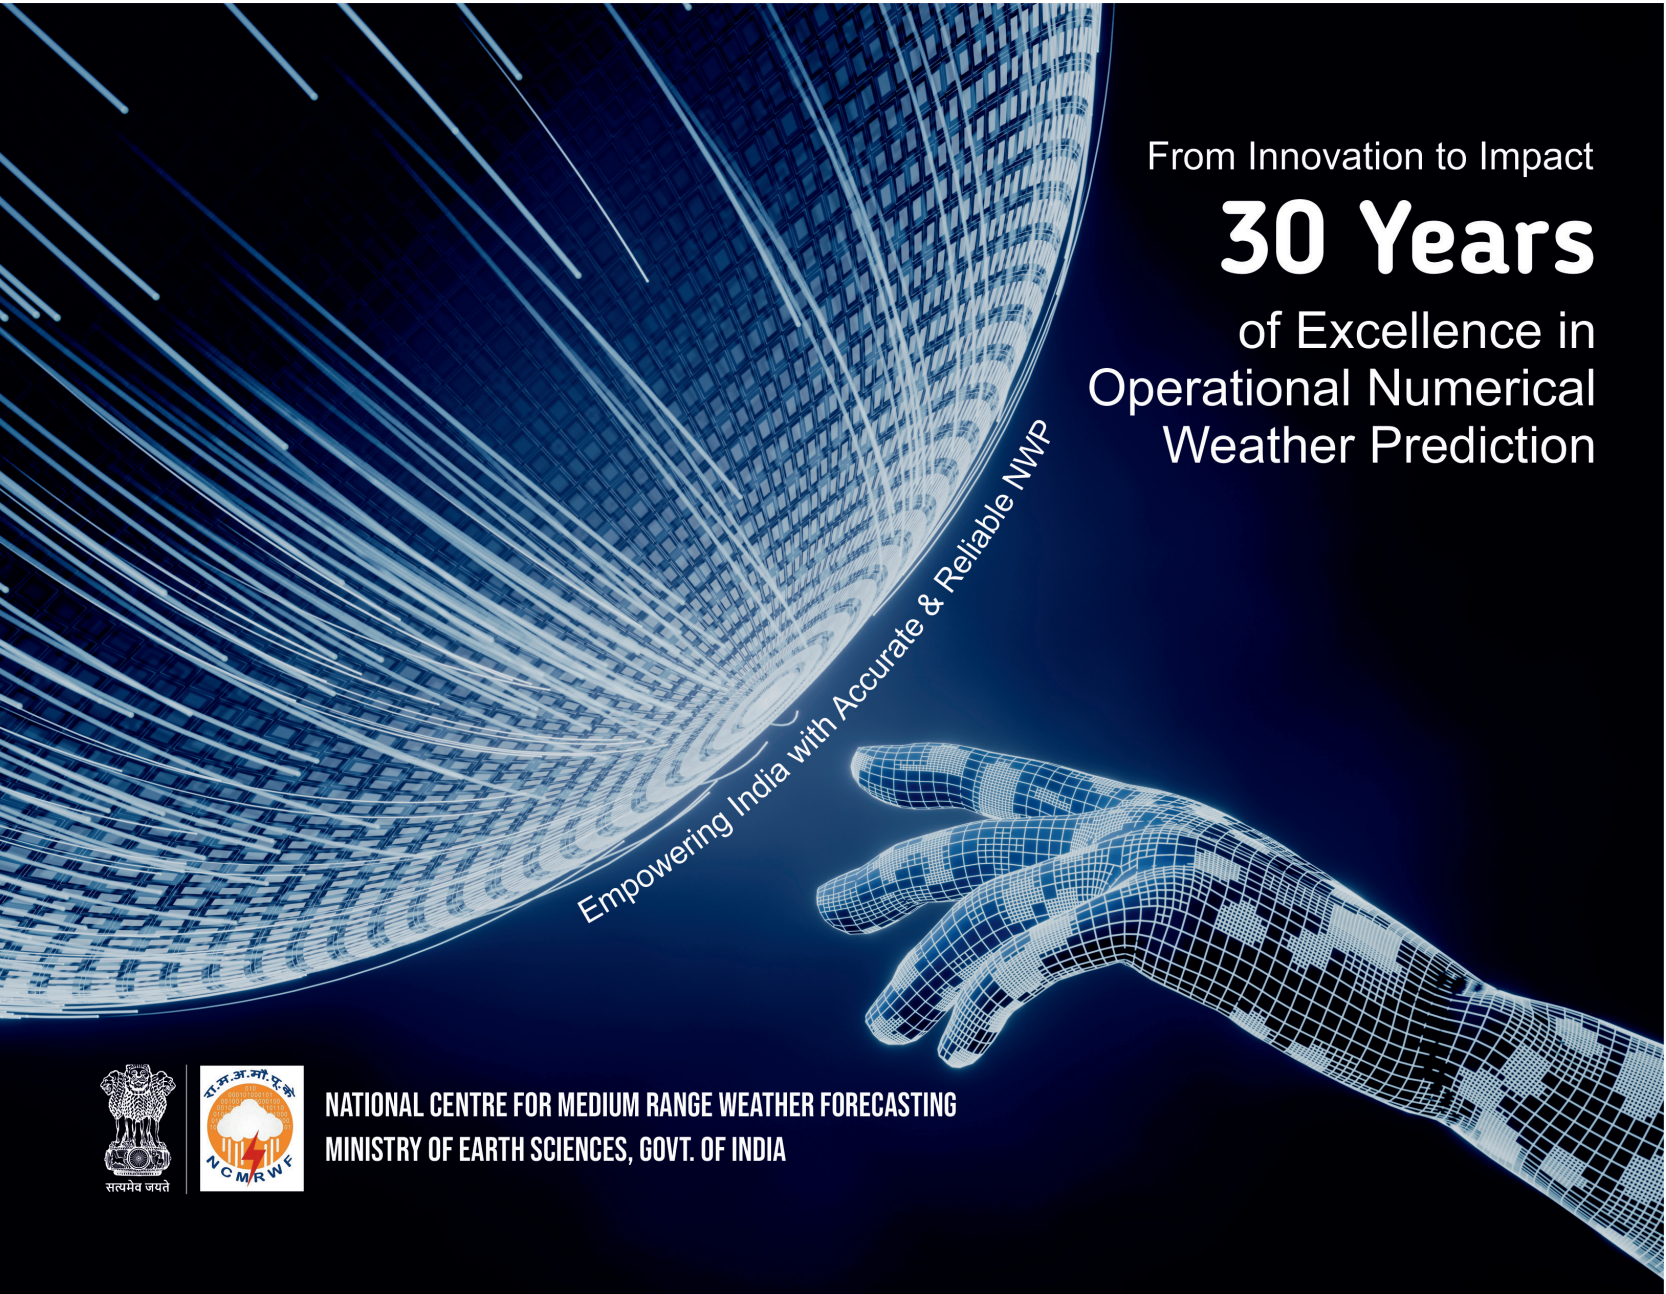 From Innovation to Impact
30 Years
of Excellence in
Operational Numerical
Weather Prediction
Empowering India with Accurate & Reliable NWP
सत्यमेव जयते
रा.म.अ.मौ.पू.के
NCMRWF
NATIONAL CENTRE FOR MEDIUM RANGE WEATHER FORECASTING
MINISTRY OF EARTH SCIENCES, GOVT. OF INDIA